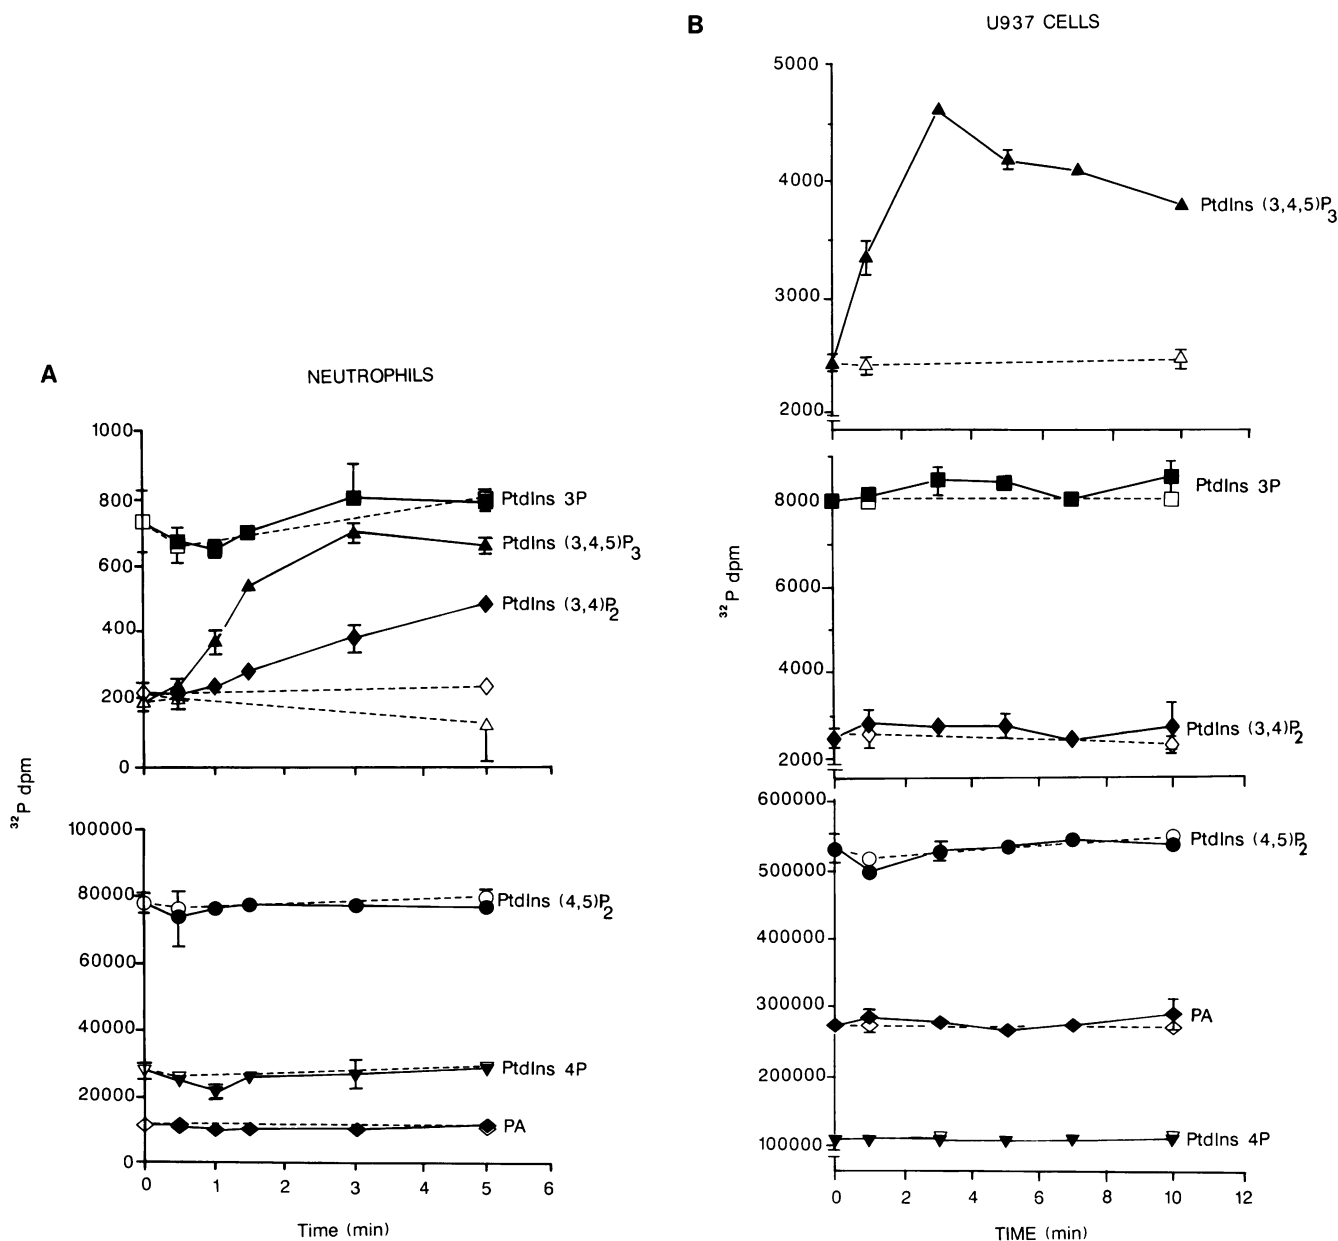 A
NEUTROPHILS
1000
800
600
400
200
0
PtdIns 3P
PtdIns (3,4,5)P3
PtdIns (3,4)P2
32P dpm
100000
80000
60000
40000
20000
0
PtdIns (4,5)P2
PtdIns 4P
PA
0 1 2 3 4 5 6
Time (min)
B
U937 CELLS
5000
4000
3000
2000
PtdIns (3,4,5)P3
8000
6000
4000
2000
PtdIns 3P
PtdIns (3,4)P2
32P dpm
600000
500000
400000
300000
200000
100000
PtdIns (4,5)P2
PA
PtdIns 4P
0 2 4 6 8 10 12
TIME (min)